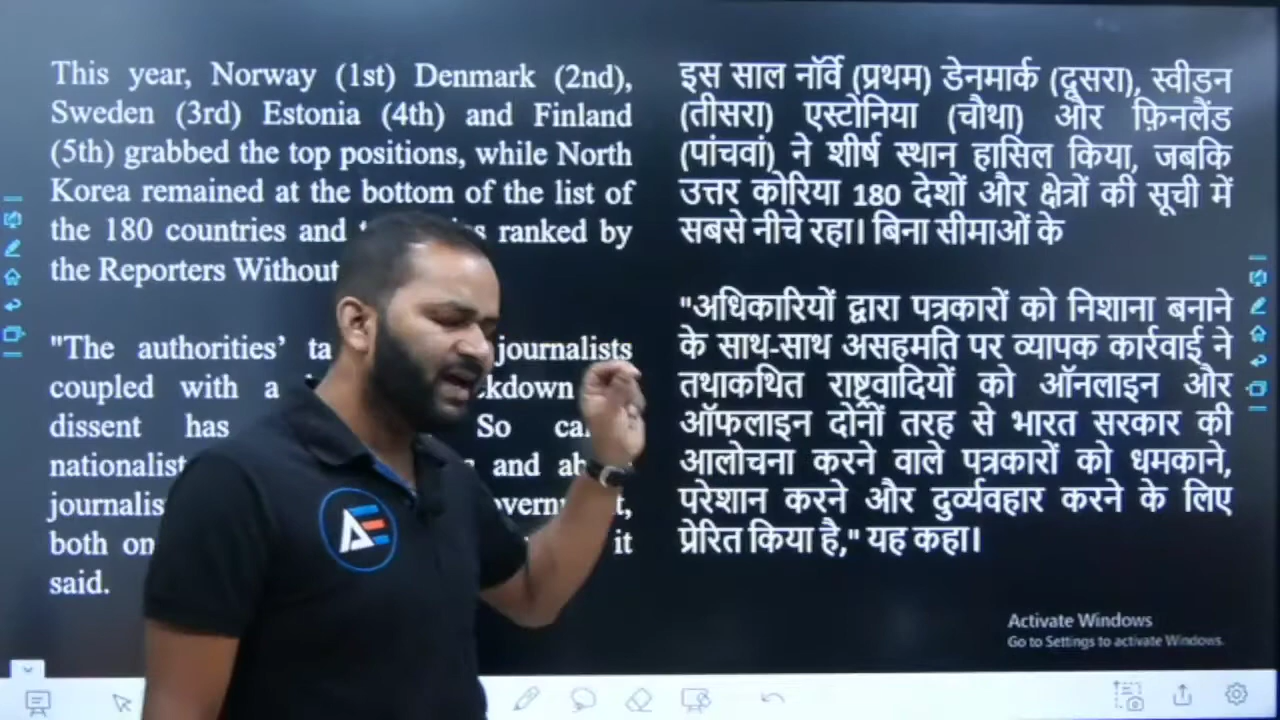 This year, Norway (1st) Denmark (2nd),
Sweden (3rd) Estonia (4th) and Finland
(5th) grabbed the top positions, while North
Korea remained at the bottom of the list of
the 180 countries and ranked by
the Reporters Without
"The authorities' journalists
coupled with a
dissent has So
nationalist and
both
it
said.
इस साल नॉर्वे (प्रथम) डेनमार्क (दूसरा), स्वीडन
(तीसरा) एस्टोनिया (चौथा) और फ़िनलैंड
(पांचवां) ने शीर्ष स्थान हासिल किया, जबकि
उत्तर कोरिया 180 देशों और क्षेत्रों की सूची में
सबसे नीचे रहा। बिना सीमाओं के
"अधिकारियों द्वारा पत्रकारों को निशाना बनाने
के साथ-साथ असहमति पर व्यापक कार्रवाई ने
तथाकथित राष्ट्रवादियों को ऑनलाइन और
ऑफलाइन दोनों तरह से भारत सरकार की
आलोचना करने वाले पत्रकारों को धमकाने,
परेशान करने और दुर्व्यवहार करने के लिए
प्रेरित किया है," यह कहा।
AE
Activate Windows
Go to Settings to activate Windows.